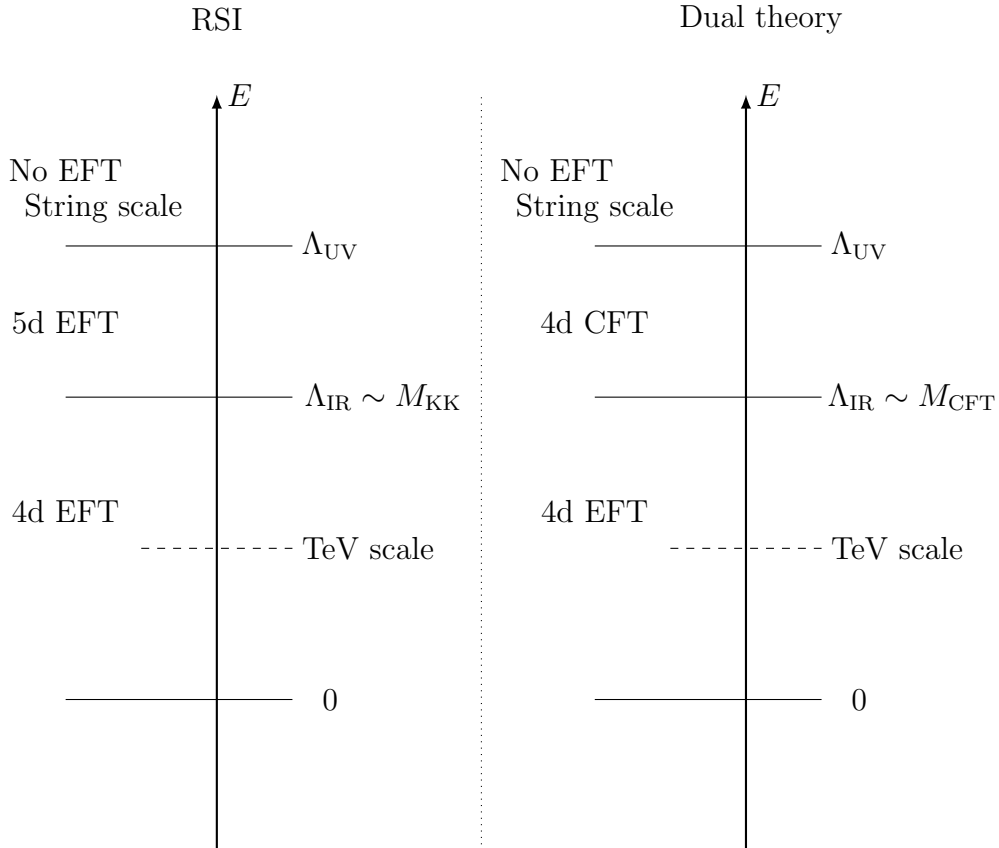 RSI
E
No EFT
String scale
Λ_UV
5d EFT
Λ_IR ∼ M_KK
4d EFT
TeV scale
0
Dual theory
E
No EFT
String scale
Λ_UV
4d CFT
Λ_IR ∼ M_CFT
4d EFT
TeV scale
0